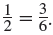 1/2 = 3/6.